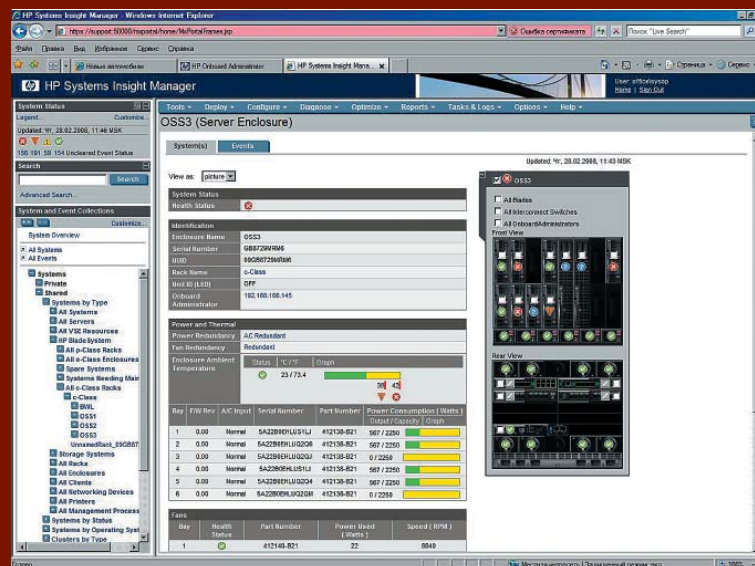 HP Systems Insight Manager - Windows Internet Explorer
https://support:50000/mxportal/home/MxPortalFrames.jsp
Ошибка сертификата
Поиск "Live Search"
Файл Правка Вид Избранное Сервис Справка
Новые автомобили
HP Onboard Administrator
HP Systems Insight Mana...
Страница
Сервис
HP Systems Insight Manager
User: office\sysop
Home | Sign Out
System Status
Legend...
Customize...
Updated: Чт, 28.02.2008, 11:46 MSK
156 191 59 154 Uncleared Event Status
Search
Search
Advanced Search...
System and Event Collections
Customize...
System Overview
All Systems
All Events
Systems
Private
Shared
Systems by Type
All Systems
All Servers
All VSE Resources
HP BladeSystem
All p-Class Racks
All e-Class Enclosures
Spare Systems
Systems Needing Main
All c-Class Racks
c-Class
BWL
OSS1
OSS2
OSS3
UnnamedRack_09GB87
Storage Systems
All Racks
All Enclosures
All Clients
All Networking Devices
All Printers
All Management Process
Systems by Status
Systems by Operating Syst
Clusters by Type
Tools Deploy Configure Diagnose Optimize Reports Tasks & Logs Options Help
OSS3 (Server Enclosure)
System(s) Events
Updated: Чт, 28.02.2008, 11:43 MSK
View as: picture
System Status
Health Status
Identification
Enclosure Name OSS3
Serial Number GB8729MRM6
UUID 09GB8729MRM6
Rack Name c-Class
Unit ID (LED) OFF
Onboard Administrator 192.168.168.145
Power and Thermal
Power Redundancy AC Redundant
Fan Redundancy Redundant
Enclosure Ambient Temperature
Status °C / °F Graph
23 / 73.4
38 42
Bay F/W Rev A/C Input Serial Number Part Number Power Consumption ( Watts )
Output / Capacity Graph
1 0.00 Normal 5A22B0EHLUS1LJ 412138-B21 567 / 2250
2 0.00 Normal 412138-B21 567 / 2250
3 0.00 Normal 412138-B21 0 / 2250
4 0.00 Normal 412138-B21 567 / 2250
5 0.00 Normal 412138-B21 567 / 2250
6 0.00 Normal 412138-B21 0 / 2250
Fans
Bay Health Status Part Number Power Used ( Watts ) Speed ( RPM )
1 412140-B21 22 8840
OSS3
All Blades
All Interconnect Switches
All OnboardAdministrators
Front View
Rear View
Готово